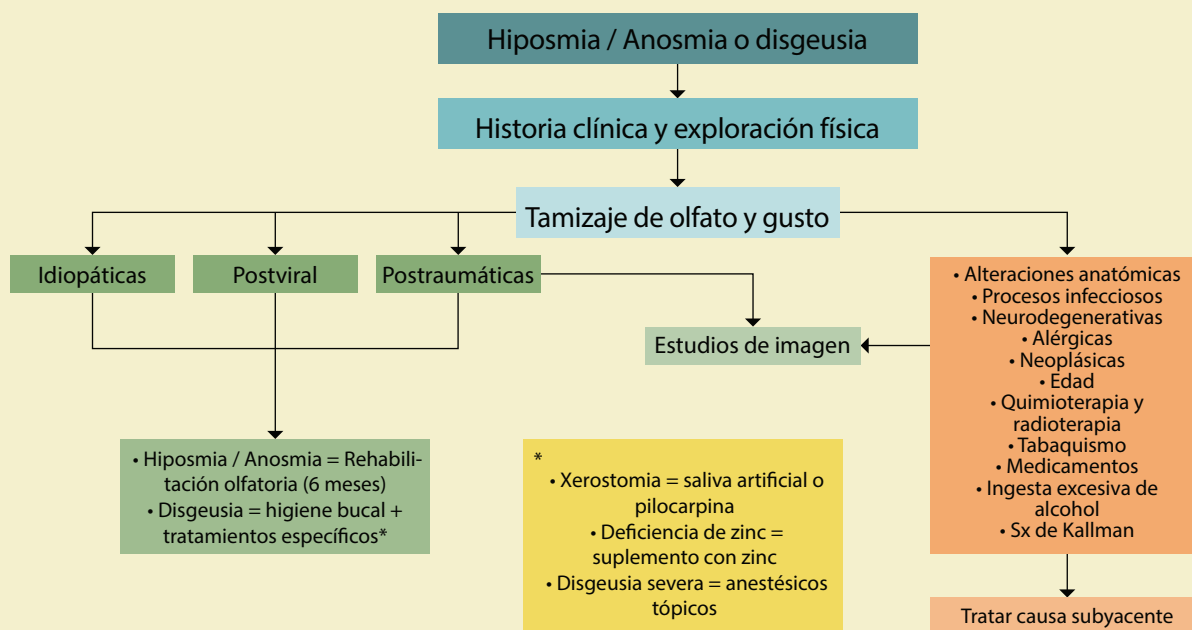 Hiposmia / Anosmia o disgeusia
Historia clínica y exploración física
Tamizaje de olfato y gusto
Idiopáticas
Postviral
Postraumáticas
Estudios de imagen
• Alteraciones anatómicas
• Procesos infecciosos
• Neurodegenerativas
• Alérgicas
• Neoplásicas
• Edad
• Quimioterapia y
radioterapia
• Tabaquismo
• Medicamentos
• Ingesta excesiva de
alcohol
• Sx de Kallman
• Hiposmia / Anosmia = Rehabili-
tación olfatoria (6 meses)
• Disgeusia = higiene bucal +
tratamientos específicos*
*
• Xerostomia = saliva artificial o
pilocarpina
• Deficiencia de zinc =
suplemento con zinc
• Disgeusia severa = anestésicos
tópicos
Tratar causa subyacente